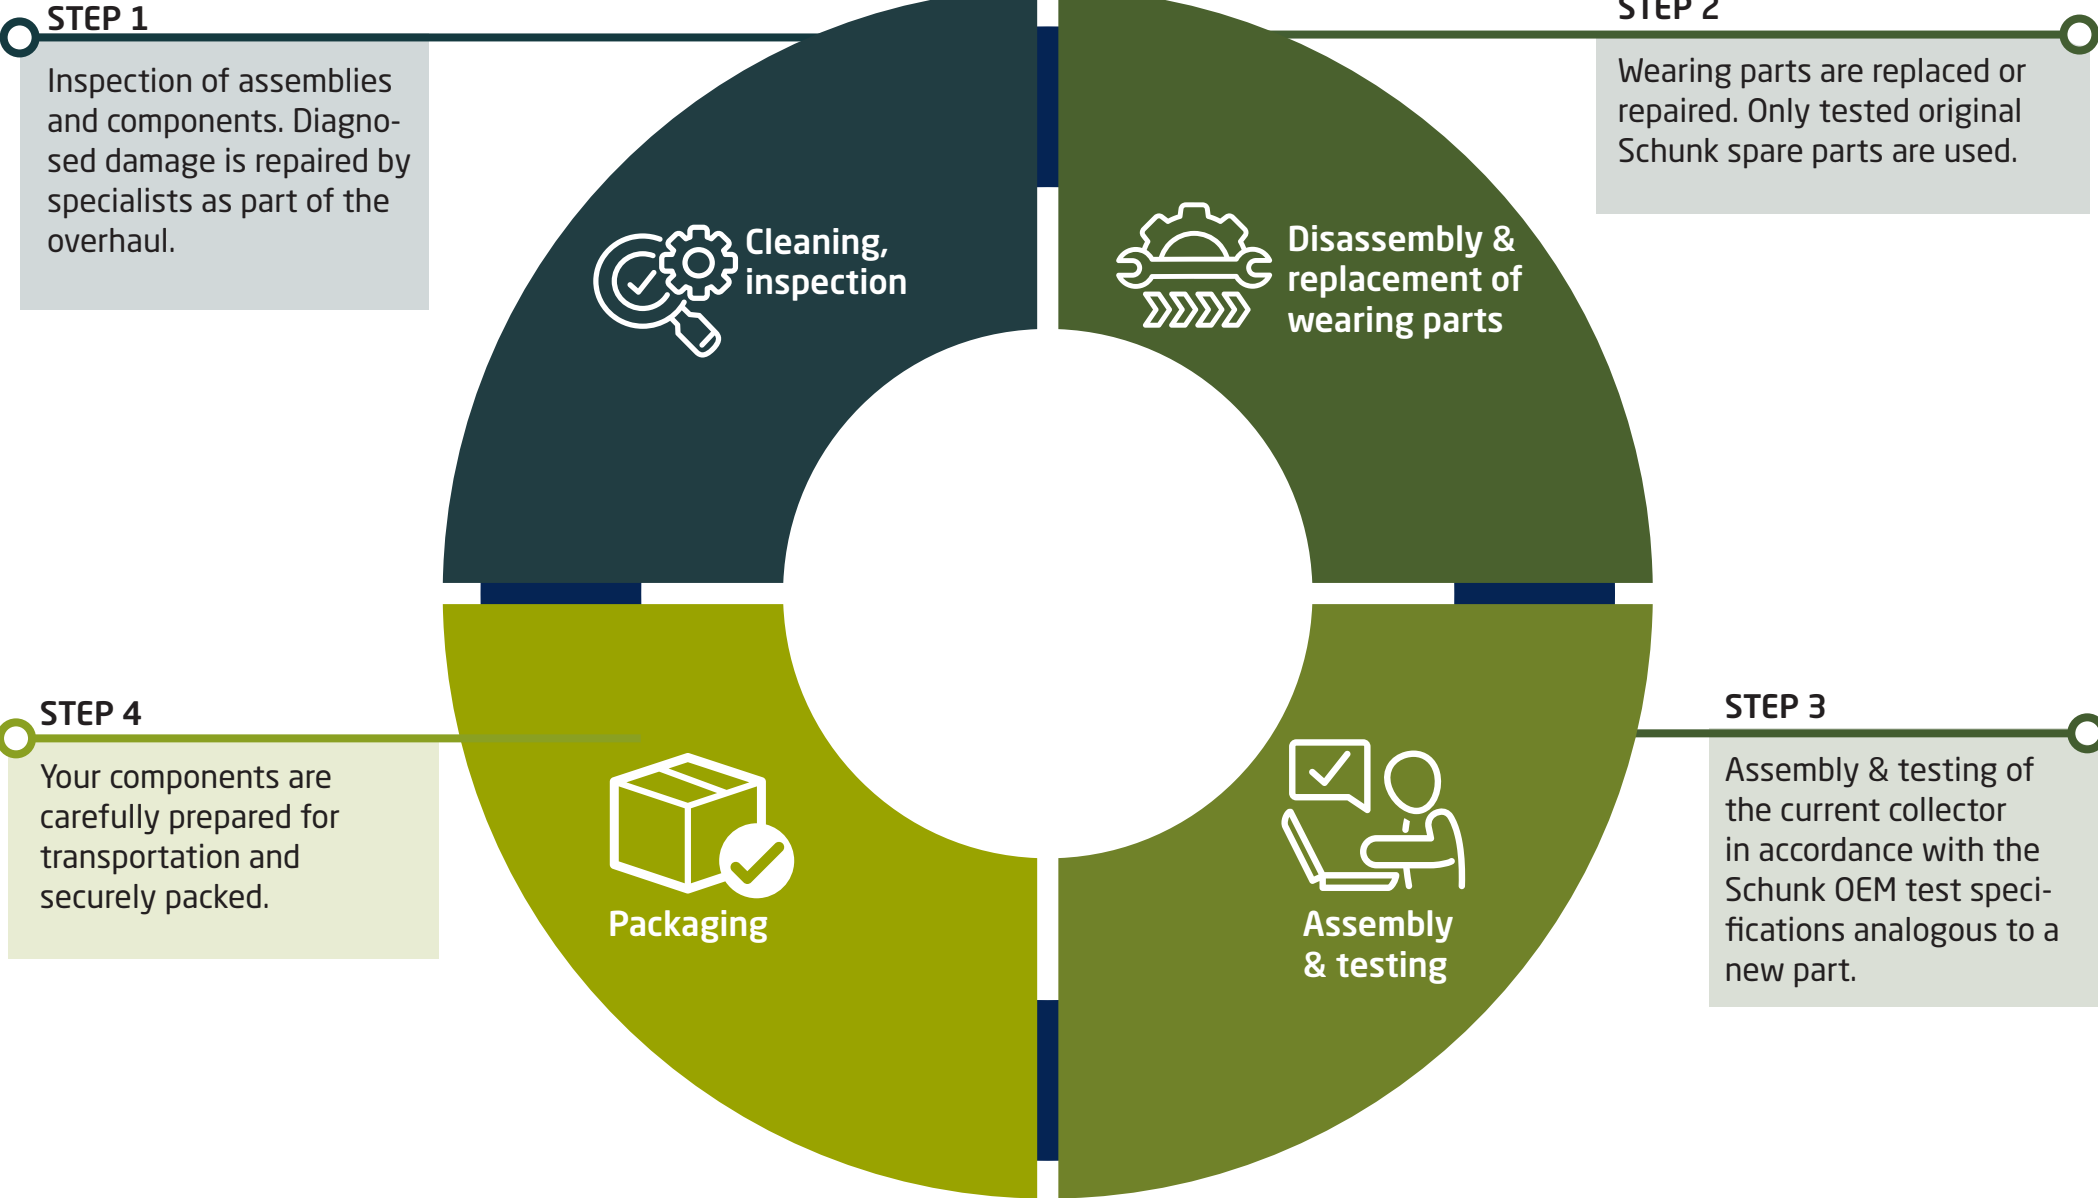 STEP 1
Inspection of assemblies
and components. Diagno-
sed damage is repaired by
specialists as part of the
overhaul.
Cleaning,
inspection
STEP 2
Wearing parts are replaced or
repaired. Only tested original
Schunk spare parts are used.
Disassembly &
replacement of
wearing parts
STEP 3
Assembly & testing of
the current collector
in accordance with the
Schunk OEM test speci-
fications analogous to a
new part.
Assembly
& testing
STEP 4
Your components are
carefully prepared for
transportation and
securely packed.
Packaging